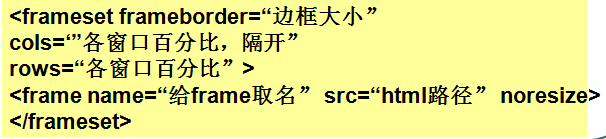 <frameset frameborder=“边框大小”
cols=‘”各窗口百分比，隔开”
rows=“各窗口百分比” >
<frame name=“给frame取名” src=“html路径” noresize>
</frameset>